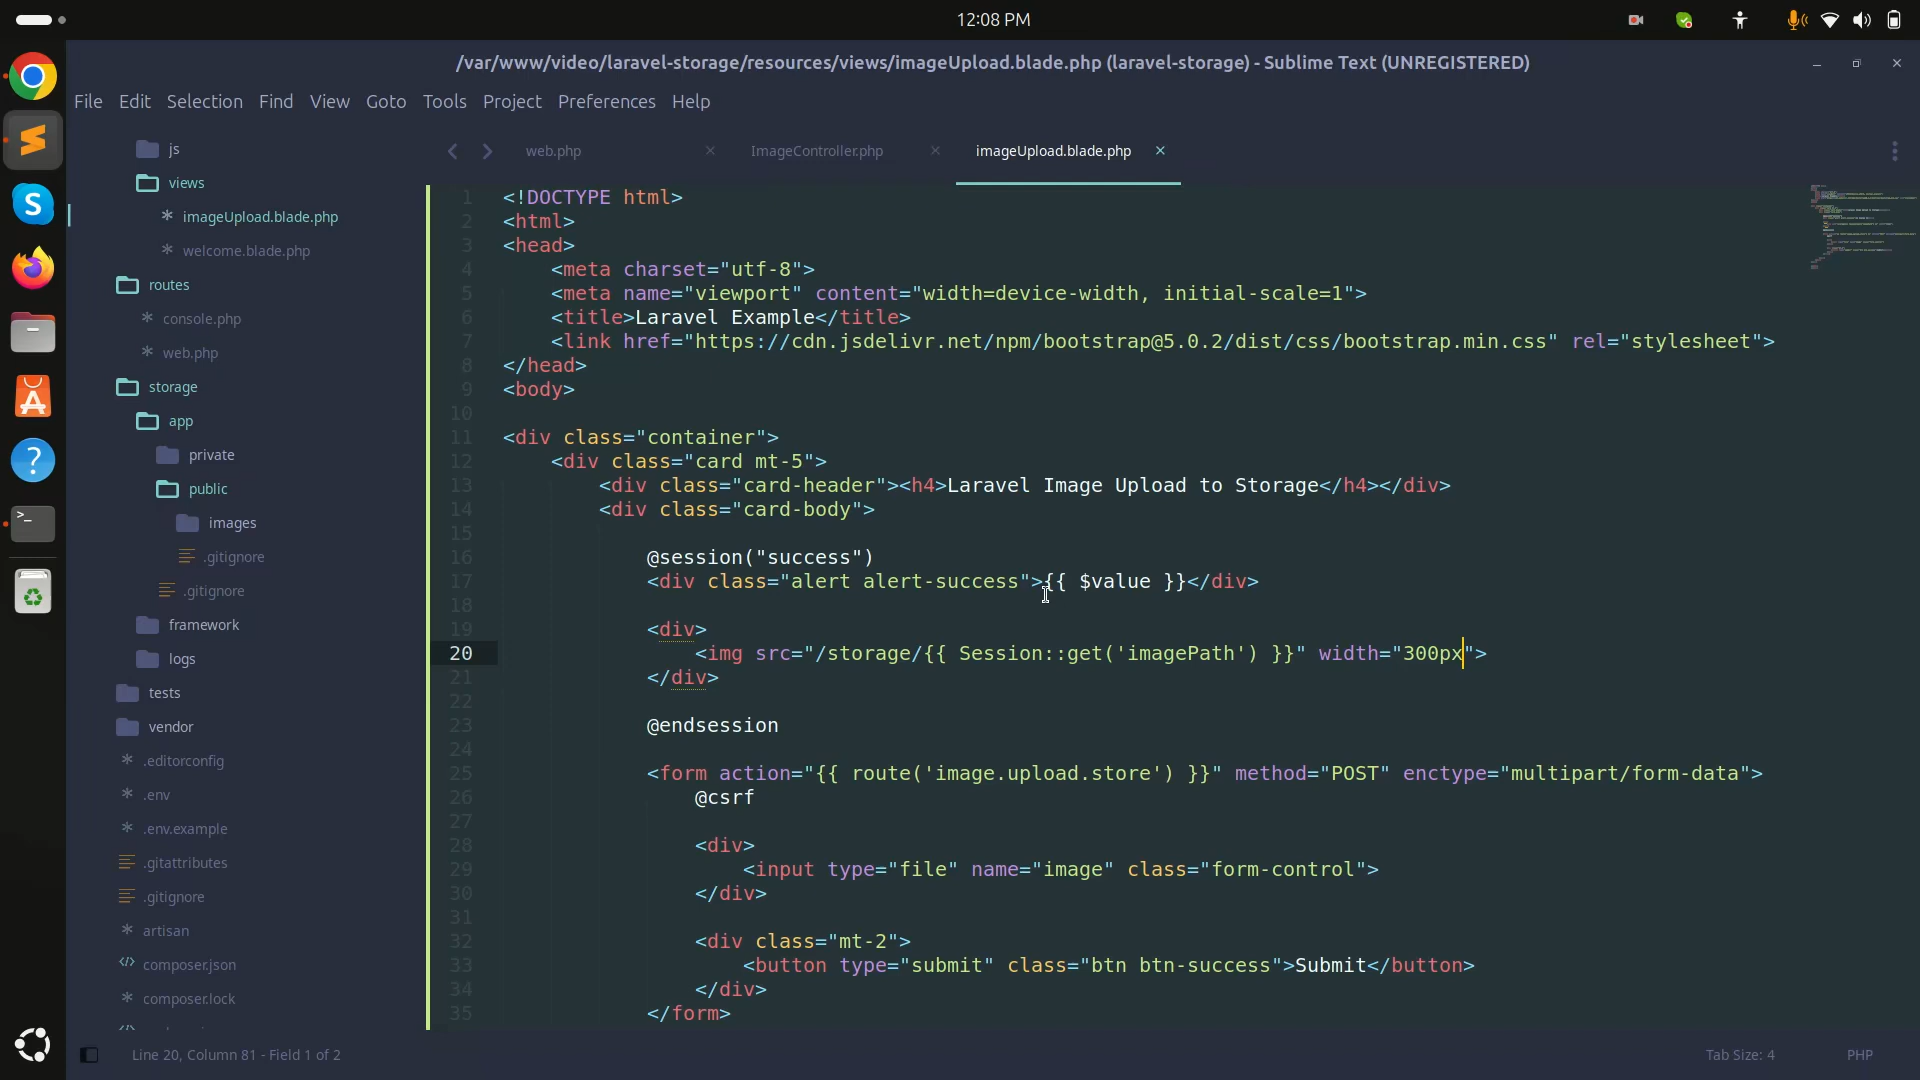 12:08 PM
/var/www/video/laravel-storage/resources/views/imageUpload.blade.php (laravel-storage) - Sublime Text (UNREGISTERED)
File Edit Selection Find View Goto Tools Project Preferences Help
js
views
imageUpload.blade.php
welcome.blade.php
routes
console.php
web.php
storage
app
private
public
images
.gitignore
.gitignore
framework
logs
tests
vendor
.editorconfig
.env
.env.example
.gitattributes
.gitignore
artisan
composer.json
composer.lock
web.php ImageController.php imageUpload.blade.php
1 <!DOCTYPE html>
2 <html>
3 <head>
4 <meta charset="utf-8">
5 <meta name="viewport" content="width=device-width, initial-scale=1">
6 <title>Laravel Example</title>
7 <link href="https://cdn.jsdelivr.net/npm/bootstrap@5.0.2/dist/css/bootstrap.min.css" rel="stylesheet">
8 </head>
9 <body>
10
11 <div class="container">
12 <div class="card mt-5">
13 <div class="card-header"><h4>Laravel Image Upload to Storage</h4></div>
14 <div class="card-body">
15
16 @session("success")
17 <div class="alert alert-success">{{ $value }}</div>
18
19 <div>
20 <img src="/storage/{{ Session::get('imagePath') }}" width="300px">
21 </div>
22
23 @endsession
24
25 <form action="{{ route('image.upload.store') }}" method="POST" enctype="multipart/form-data">
26 @csrf
27
28 <div>
29 <input type="file" name="image" class="form-control">
30 </div>
31
32 <div class="mt-2">
33 <button type="submit" class="btn btn-success">Submit</button>
34 </div>
35 </form>
Line 20, Column 81 - Field 1 of 2
Tab Size: 4
PHP